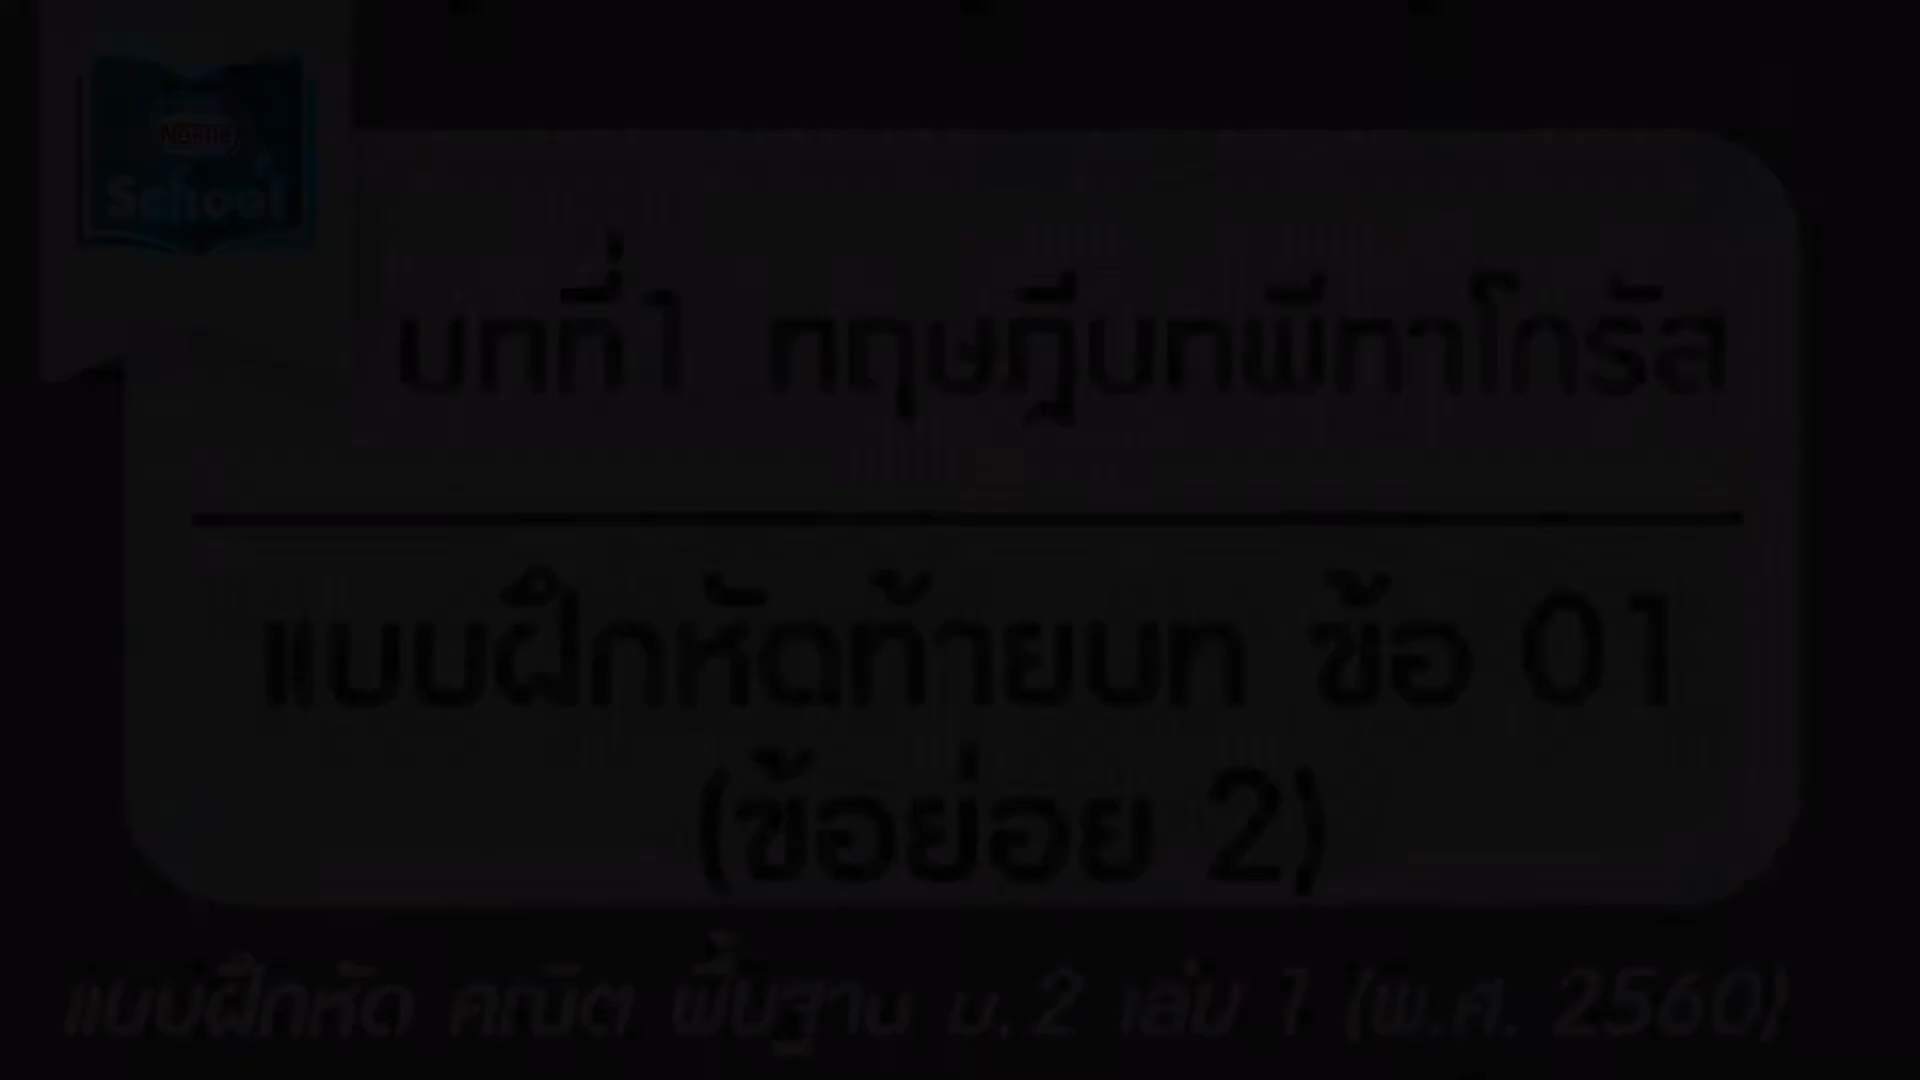 School
บทที่ 1 ทฤษฎีบทพีทาโกรัส
แบบฝึกหัดท้ายบท ข้อ 01
(ข้อย่อย 2)
แบบฝึกหัด คณิต พื้นฐาน ม.2 เล่ม 1 (พ.ศ. 2560)